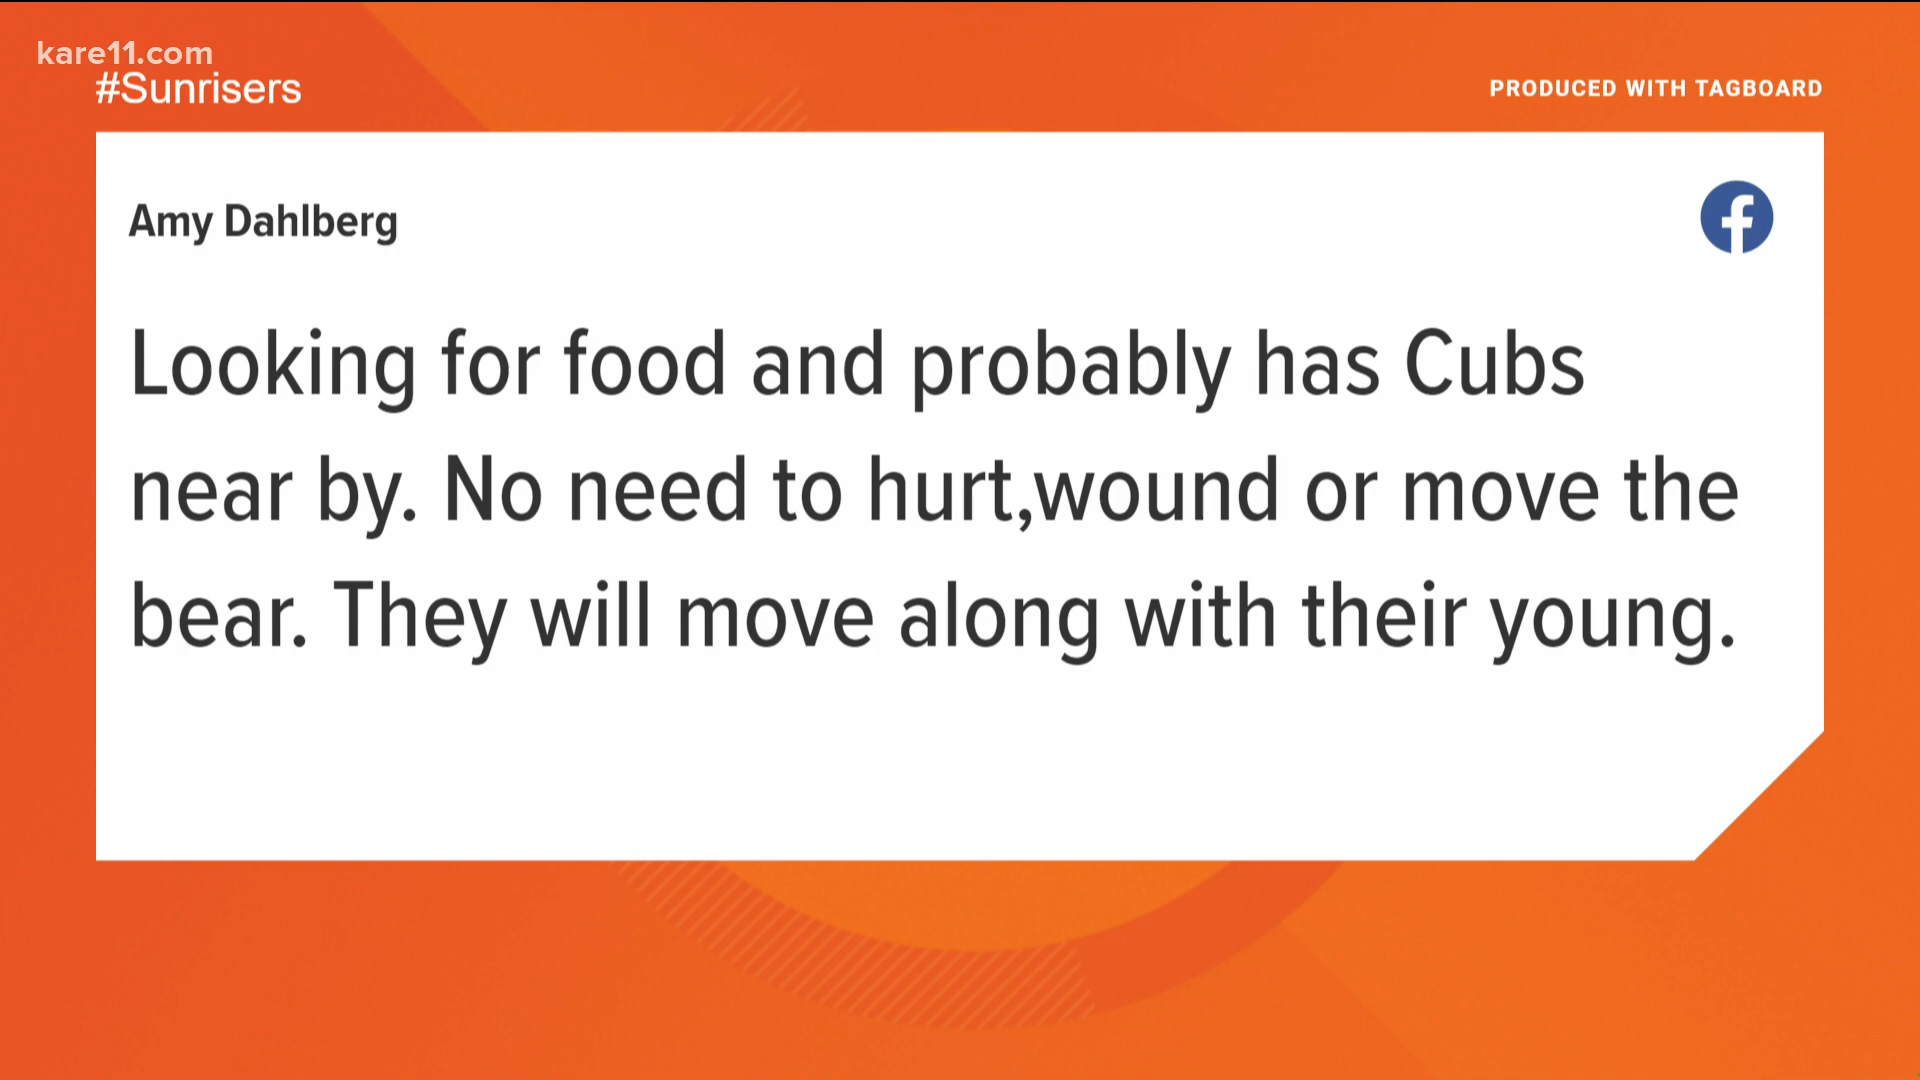 kare11.com
#Sunrisers
PRODUCED WITH TAGBOARD
Amy Dahlberg
Looking for food and probably has Cubs
near by. No need to hurt,wound or move the
bear. They will move along with their young.